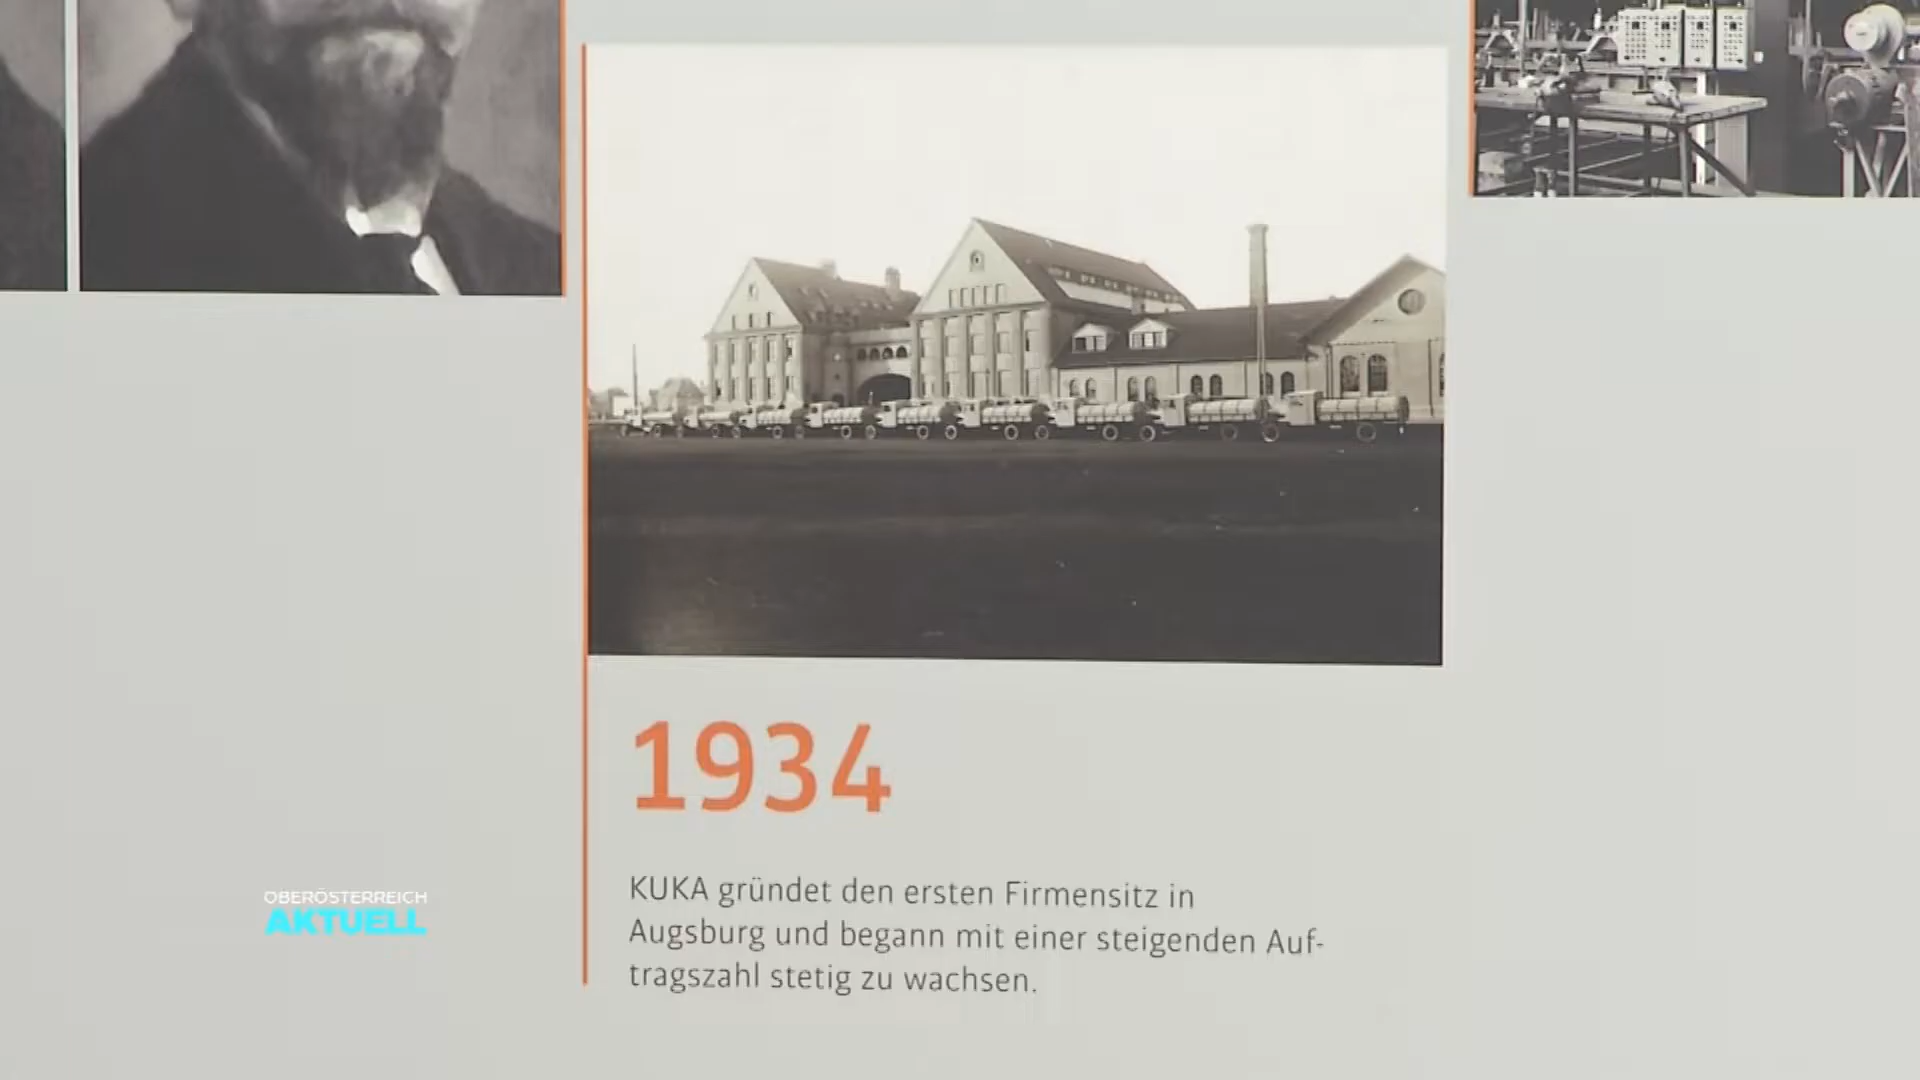 1934
KUKA gründet den ersten Firmensitz in
Augsburg und begann mit einer steigenden Auf-
tragszahl stetig zu wachsen.
OBERÖSTERREICH
AKTUELL